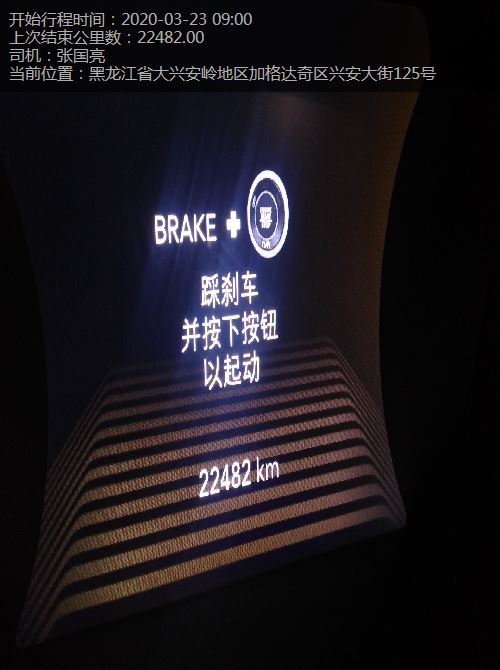 开始行程时间：2020-03-23 09:00
上次结束公里数：22482.00
司机：张国亮
当前位置：黑龙江省大兴安岭地区加格达奇区兴安大街125号
BRAKE +
踩刹车
并按下按钮
以起动
22482 km